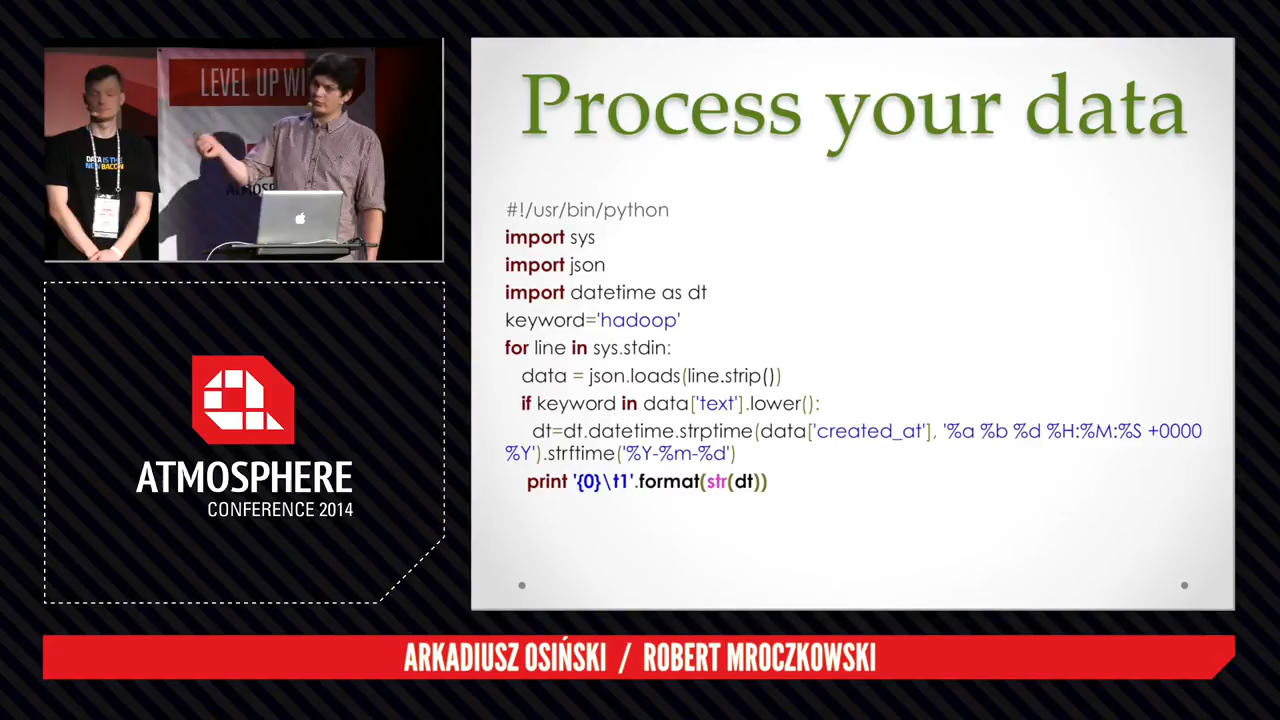 LEVEL UP WI
DATA IS THE
NEW BACON
ATMOSP
Process your data
#!/usr/bin/python
import sys
import json
import datetime as dt
keyword='hadoop'
for line in sys.stdin:
data = json.loads(line.strip())
if keyword in data['text'].lower():
dt=dt.datetime.strptime(data['created_at'], '%a %b %d %H:%M:%S +0000
%Y').strftime('%Y-%m-%d')
print '{0}\t1'.format(str(dt))
ATMOSPHERE
CONFERENCE 2014
ARKADIUSZ OSIŃSKI / ROBERT MROCZKOWSKI